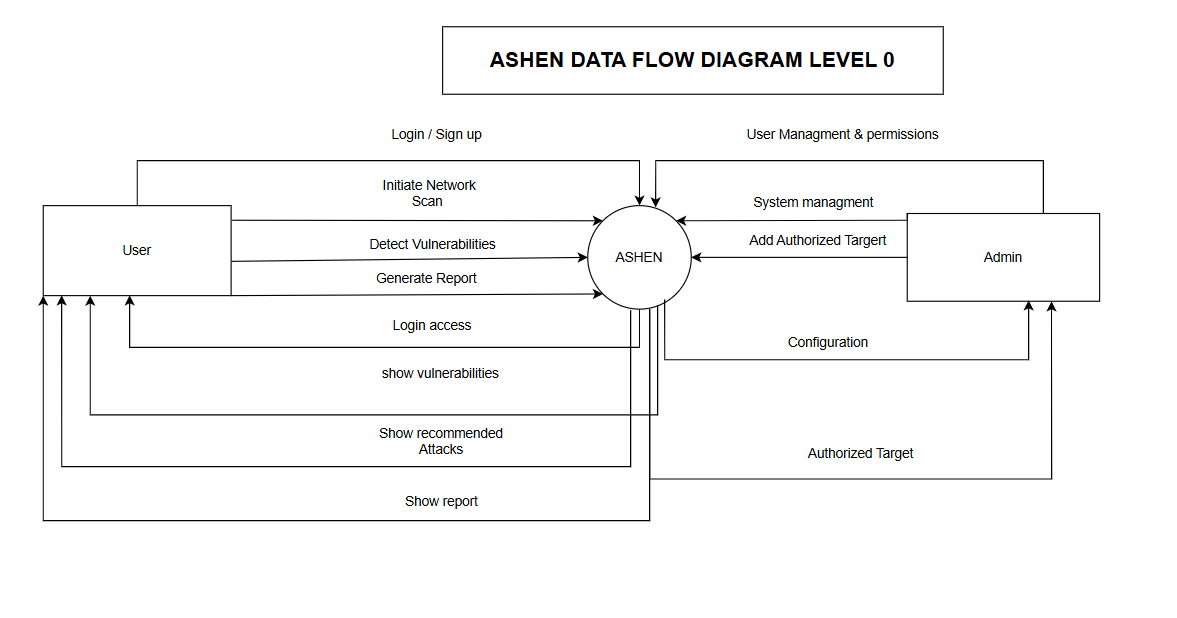 ASHEN DATA FLOW DIAGRAM LEVEL 0
Login / Sign up
User Managment & permissions
Initiate Network
Scan
System managment
User
Detect Vulnerabilities
ASHEN
Add Authorized Targert
Admin
Generate Report
Login access
Configuration
show vulnerabilities
Show recommended
Attacks
Authorized Target
Show report